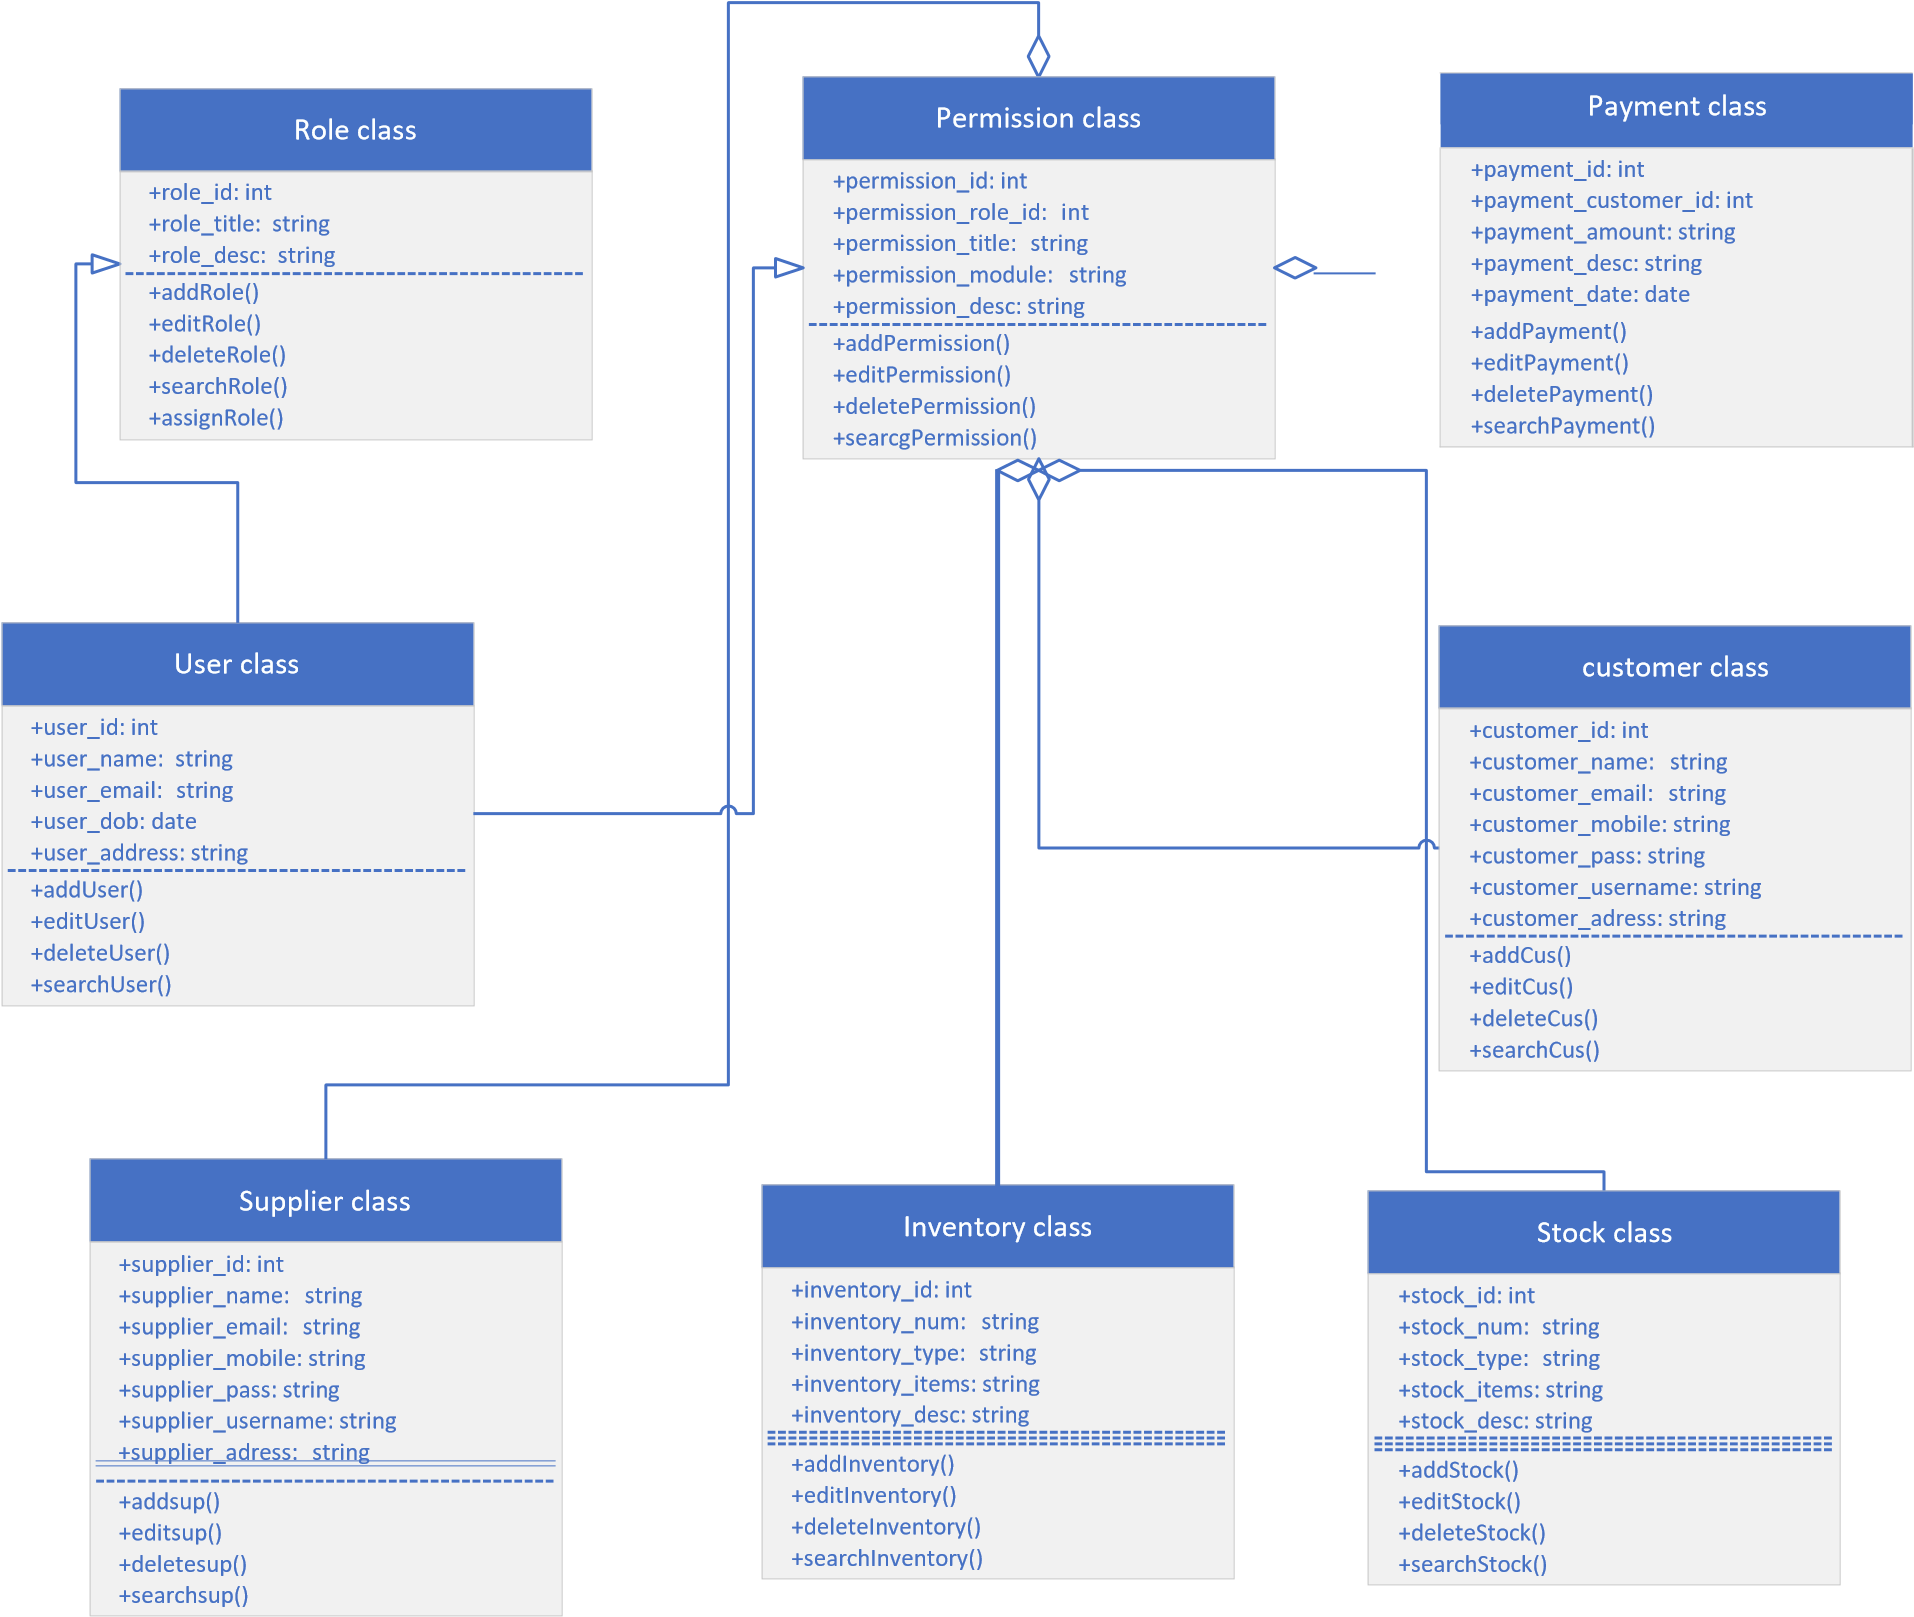 Role class
+role_id: int
+role_title: string
+role_desc: string
+addRole()
+editRole()
+deleteRole()
+searchRole()
+assignRole()
Permission class
+permission_id: int
+permission_role_id: int
+permission_title: string
+permission_module: string
+permission_desc: string
+addPermission()
+editPermission()
+deletePermission()
+searcgPermission()
Payment class
+payment_id: int
+payment_customer_id: int
+payment_amount: string
+payment_desc: string
+payment_date: date
+addPayment()
+editPayment()
+deletePayment()
+searchPayment()
User class
+user_id: int
+user_name: string
+user_email: string
+user_dob: date
+user_address: string
+addUser()
+editUser()
+deleteUser()
+searchUser()
customer class
+customer_id: int
+customer_name: string
+customer_email: string
+customer_mobile: string
+customer_pass: string
+customer_username: string
+customer_adress: string
+addCus()
+editCus()
+deleteCus()
+searchCus()
Supplier class
+supplier_id: int
+supplier_name: string
+supplier_email: string
+supplier_mobile: string
+supplier_pass: string
+supplier_username: string
+supplier_adress: string
+addsup()
+editsup()
+deletesup()
+searchsup()
Inventory class
+inventory_id: int
+inventory_num: string
+inventory_type: string
+inventory_items: string
+inventory_desc: string
+addInventory()
+editInventory()
+deleteInventory()
+searchInventory()
Stock class
+stock_id: int
+stock_num: string
+stock_type: string
+stock_items: string
+stock_desc: string
+addStock()
+editStock()
+deleteStock()
+searchStock()